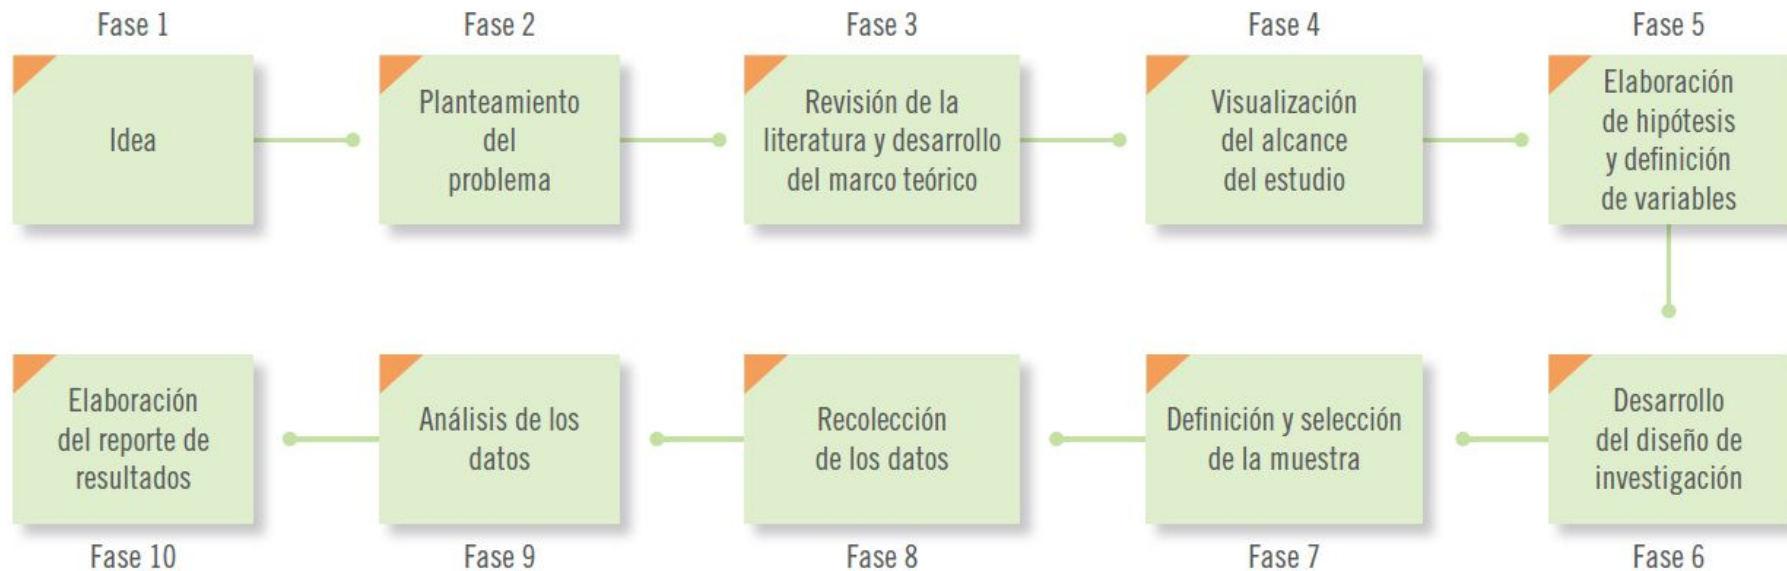 Fase 1
Idea
Fase 2
Planteamiento
del
problema
Fase 3
Revisión de la
literatura y desarrollo
del marco teórico
Fase 4
Visualización
del alcance
del estudio
Fase 5
Elaboración
de hipótesis
y definición
de variables
Desarrollo
del diseño de
investigación
Fase 6
Definición y selección
de la muestra
Fase 7
Recolección
de los datos
Fase 8
Análisis de los
datos
Fase 9
Elaboración
del reporte de
resultados
Fase 10